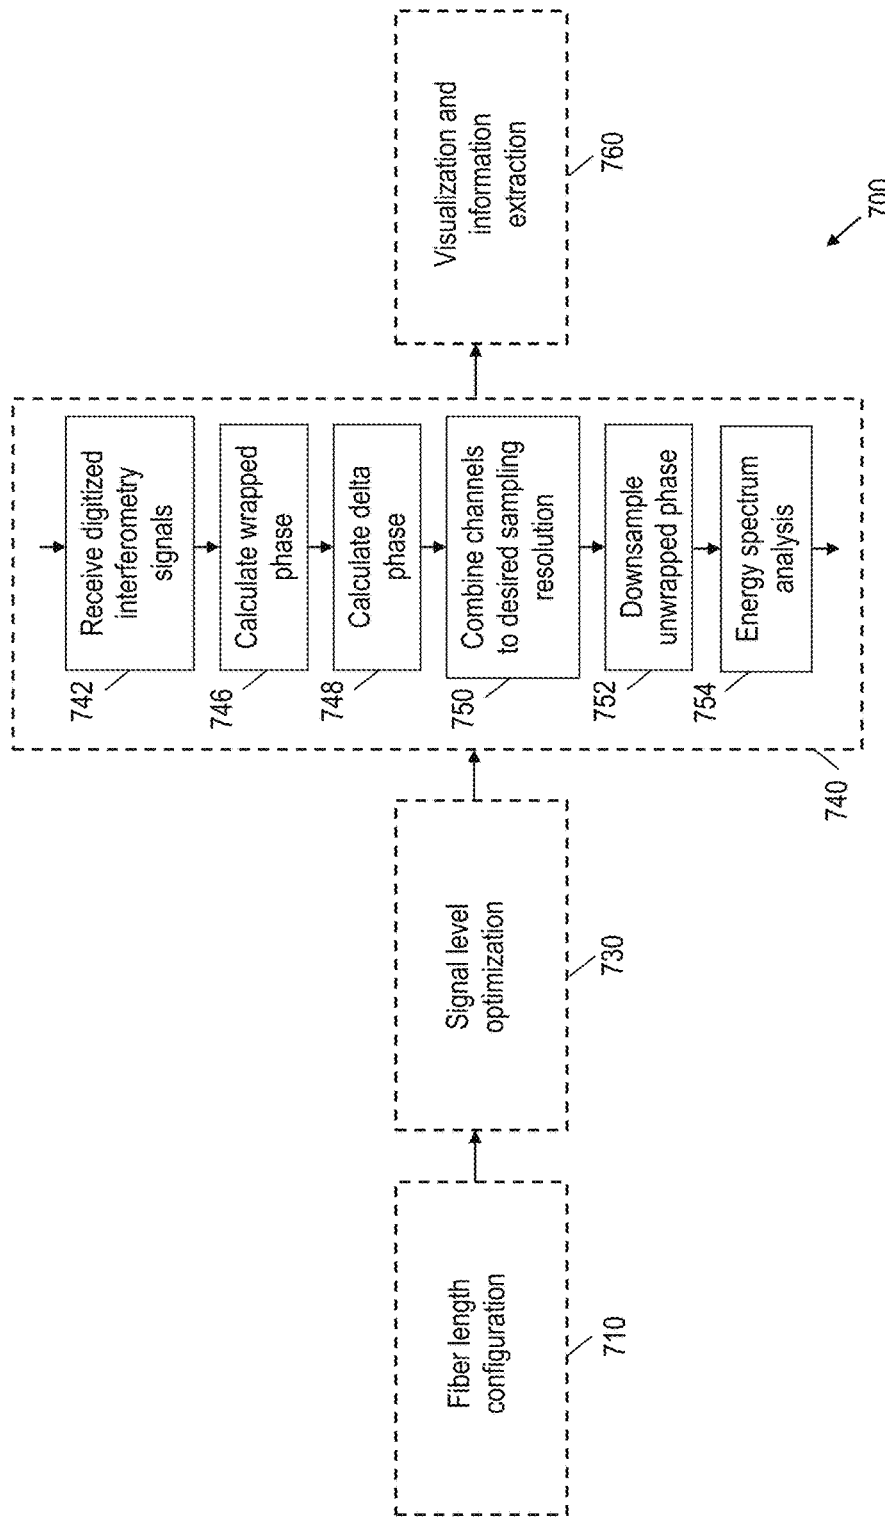 Fiber length
configuration
710
Signal level
optimization
730
Receive digitized
interferometry
signals
742
Calculate wrapped
phase
746
Calculate delta
phase
748
Combine channels
to desired sampling
resolution
750
Downsample
unwrapped phase
752
Energy spectrum
analysis
754
740
Visualization and
information
extraction
760
700